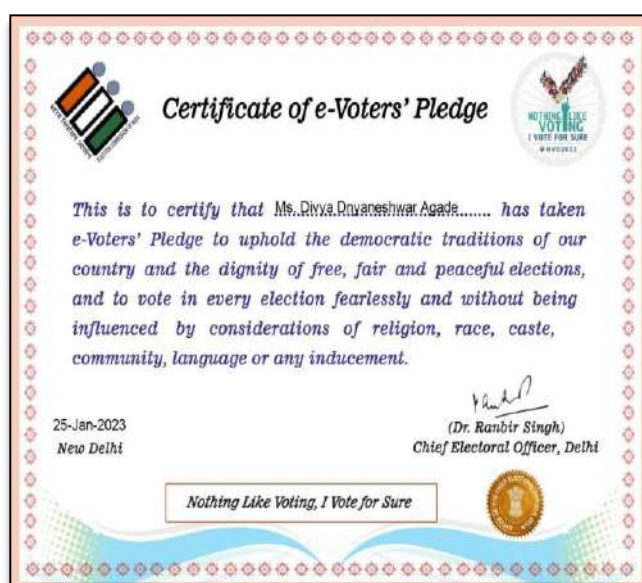 Certificate of e-Voters' Pledge
NOTHING LIKE
VOTING
I VOTE FOR SURE
This is to certify that Ms. Divya Dnyaneshwar Agade....... has taken
e-Voters' Pledge to uphold the democratic traditions of our
country and the dignity of free, fair and peaceful elections,
and to vote in every election fearlessly and without being
influenced by considerations of religion, race, caste,
community, language or any inducement.
25-Jan-2023
New Delhi
(Dr. Ranbir Singh)
Chief Electoral Officer, Delhi
Nothing Like Voting, I Vote for Sure